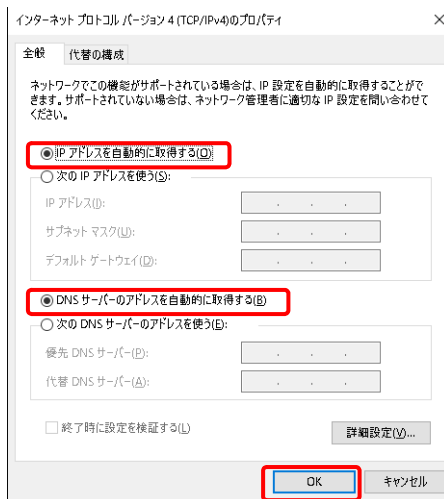 インターネット プロトコル バージョン 4 (TCP/IPv4)のプロパティ
全般 代替の構成
ネットワークでこの機能がサポートされている場合は、IP 設定を自動的に取得することがで
きます。サポートされていない場合は、ネットワーク管理者に適切な IP 設定を問い合わせて
ください。
IP アドレスを自動的に取得する(O)
次の IP アドレスを使う(S):
IP アドレス(I):
サブネット マスク(U):
デフォルト ゲートウェイ(D):
DNS サーバーのアドレスを自動的に取得する(B)
次の DNS サーバーのアドレスを使う(E):
優先 DNS サーバー(P):
代替 DNS サーバー(A):
終了時に設定を検証する(L)
詳細設定(V)...
OK キャンセル